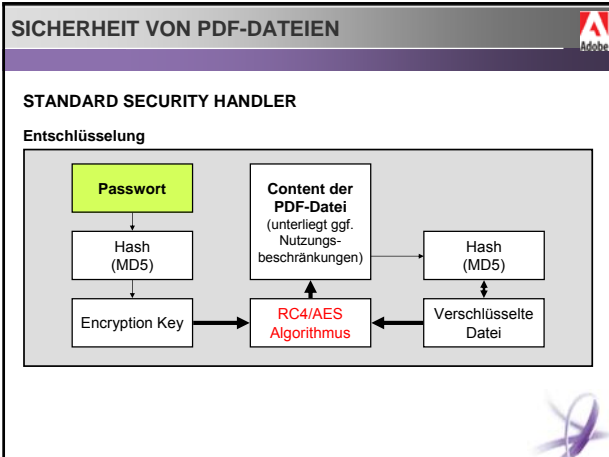 SICHERHEIT VON PDF-DATEIEN
Adobe
STANDARD SECURITY HANDLER
Entschlüsselung
Passwort
Hash
(MD5)
Encryption Key
Content der
PDF-Datei
(unterliegt ggf.
Nutzungs-
beschränkungen)
RC4/AES
Algorithmus
Hash
(MD5)
Verschlüsselte
Datei